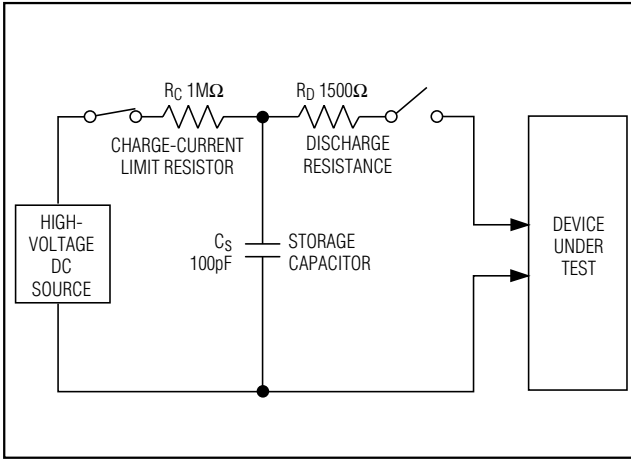 RC 1MΩ
CHARGE-CURRENT
LIMIT RESISTOR
RD 1500Ω
DISCHARGE
RESISTANCE
HIGH-
VOLTAGE
DC
SOURCE
CS
100pF
STORAGE
CAPACITOR
DEVICE
UNDER
TEST